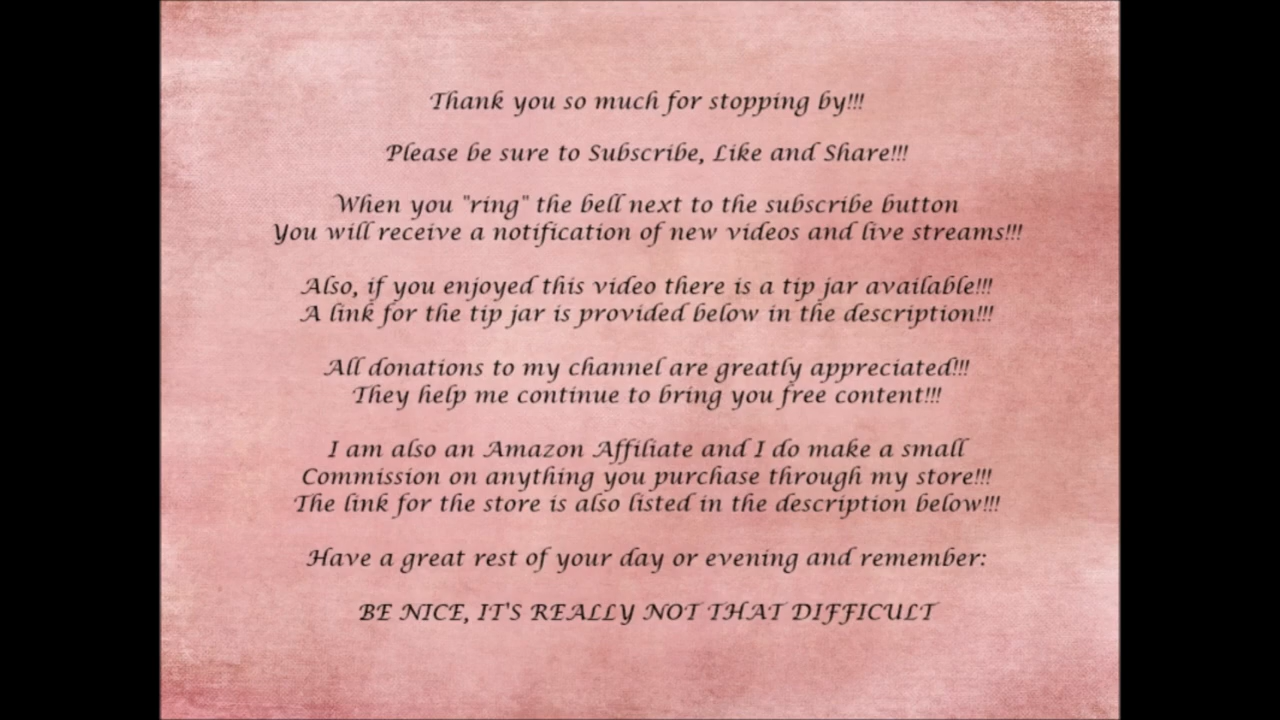 Thank you so much for stopping by!!!
Please be sure to Subscribe, Like and Share!!!
When you "ring" the bell next to the subscribe button
You will receive a notification of new videos and live streams!!!
Also, if you enjoyed this video there is a tip jar available!!!
A link for the tip jar is provided below in the description!!!
All donations to my channel are greatly appreciated!!!
They help me continue to bring you free content!!!
I am also an Amazon Affiliate and I do make a small
Commission on anything you purchase through my store!!!
The link for the store is also listed in the description below!!!
Have a great rest of your day or evening and remember:
BE NICE, IT'S REALLY NOT THAT DIFFICULT